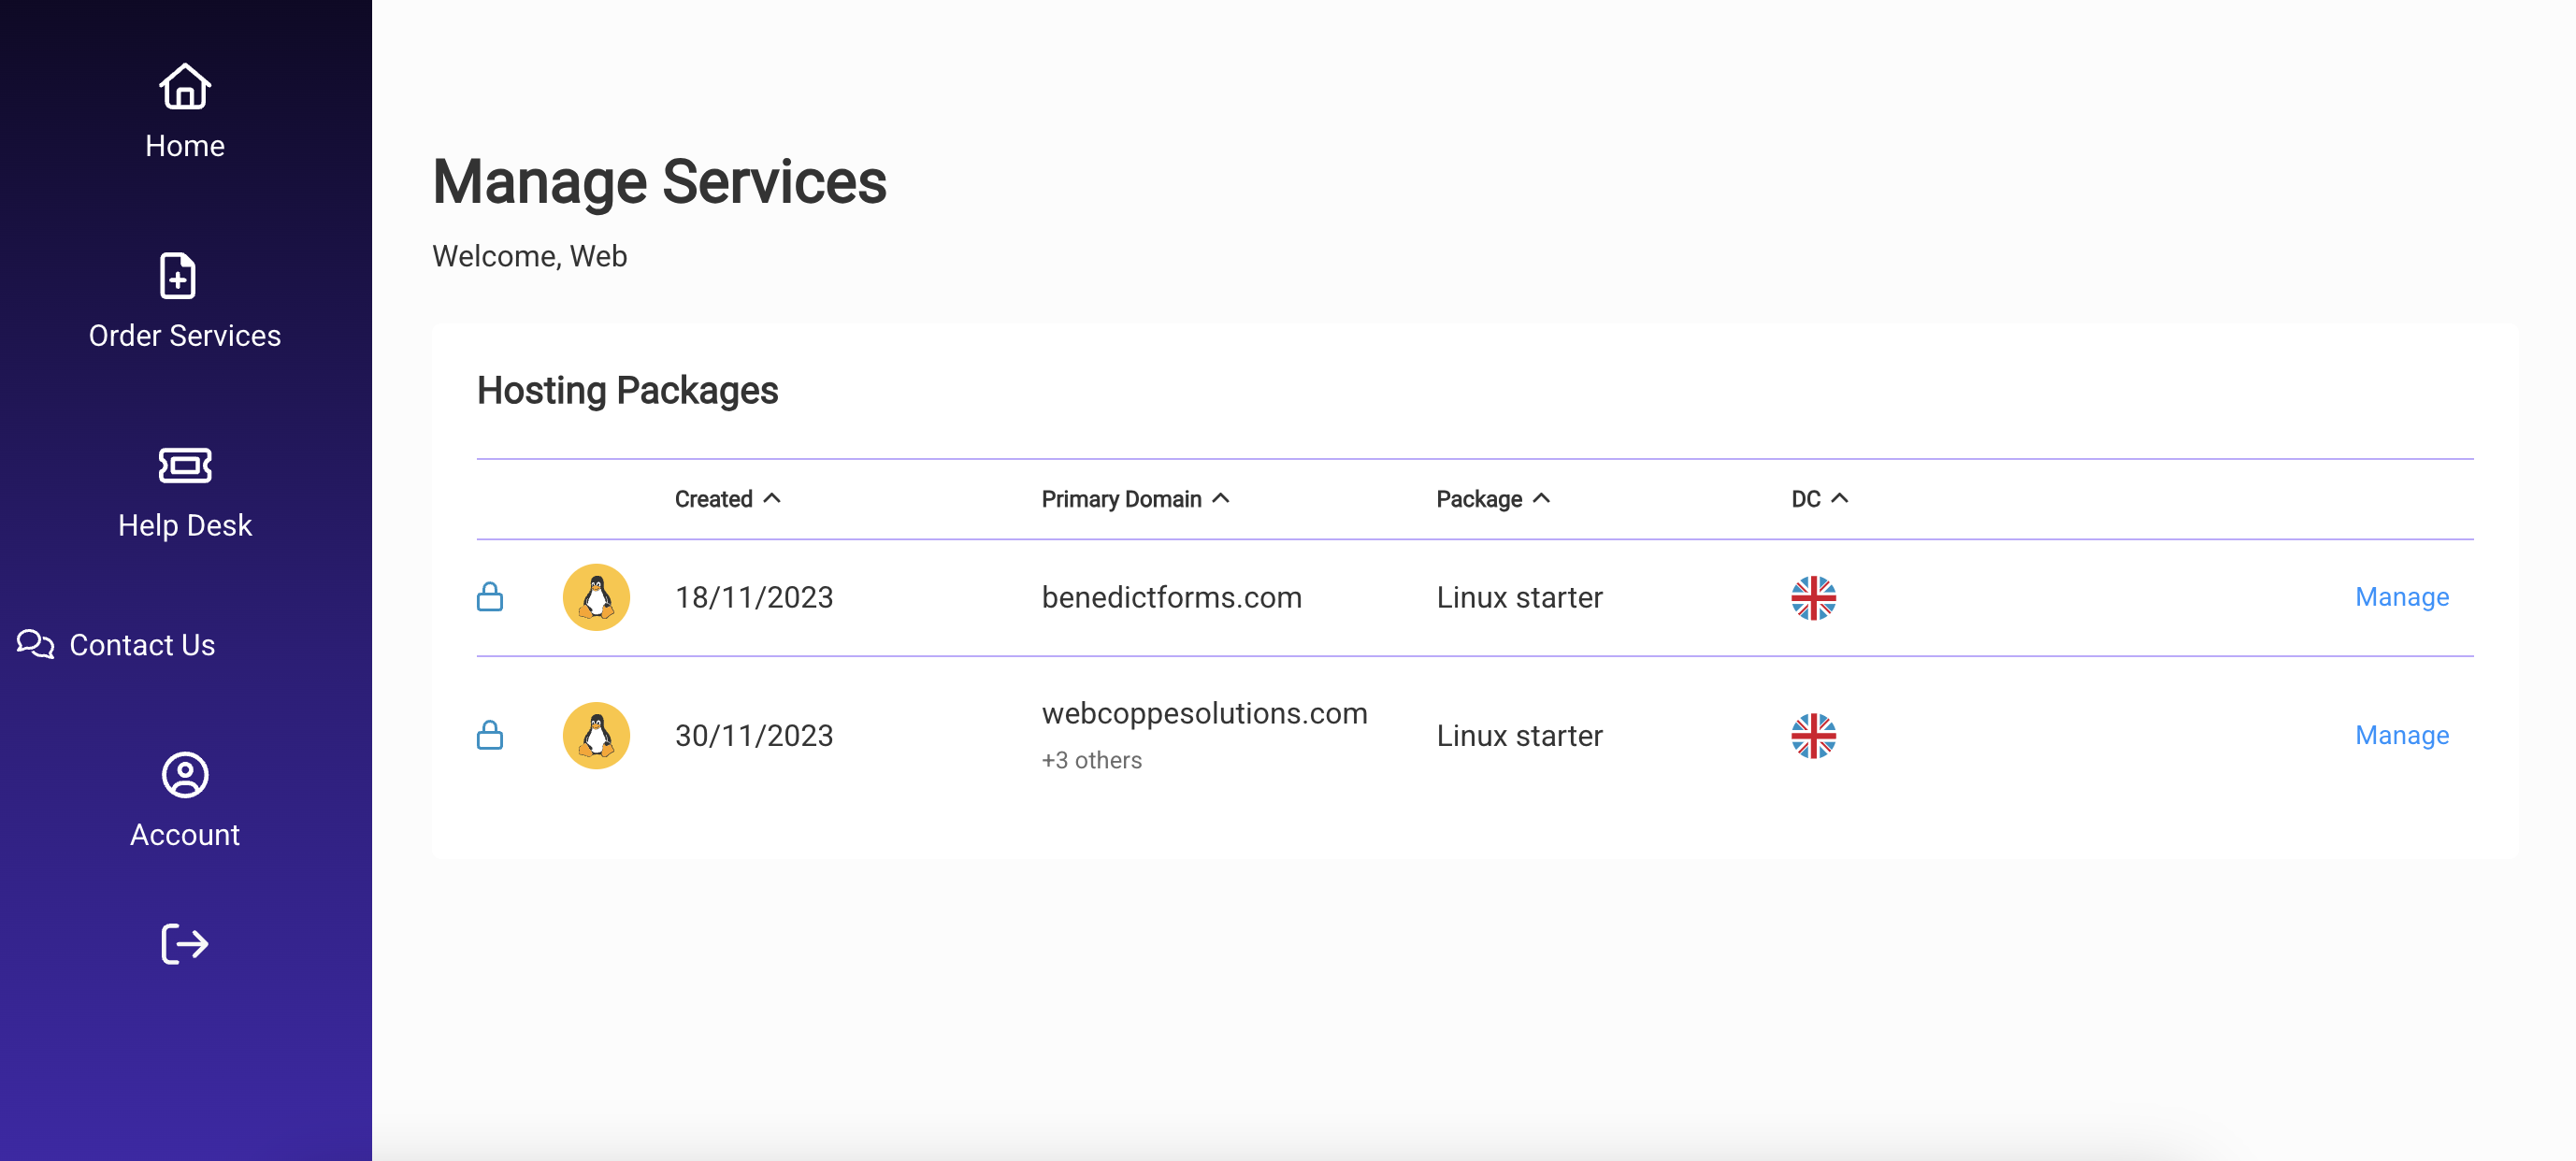 Home
Order Services
Help Desk
Contact Us
Account
Manage Services
Welcome, Web
Hosting Packages
Created Primary Domain Package DC
18/11/2023 benedictforms.com Linux starter Manage
30/11/2023 webcoppesolutions.com Linux starter Manage
+3 others